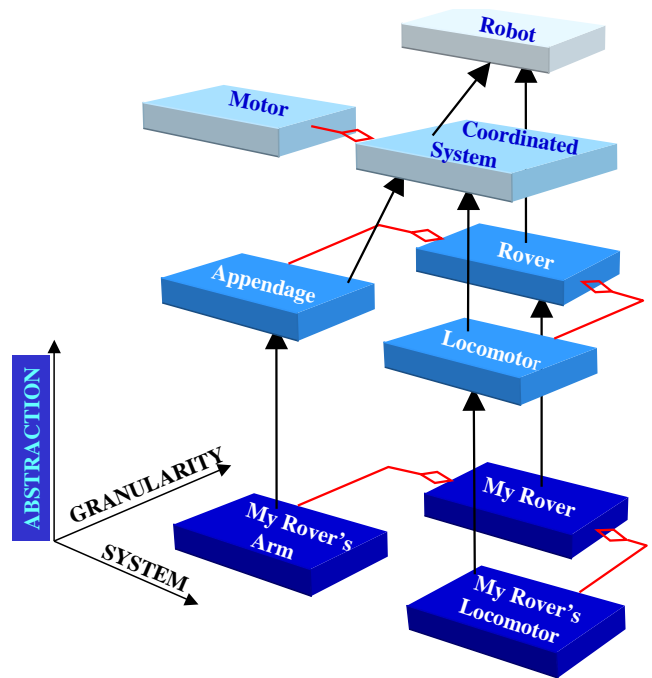 Robot
Motor
Coordinated
System
Rover
Appendage
Locomotor
ABSTRACTION
GRANULARITY
SYSTEM
My Rover
My Rover's
Arm
My Rover's
Locomotor